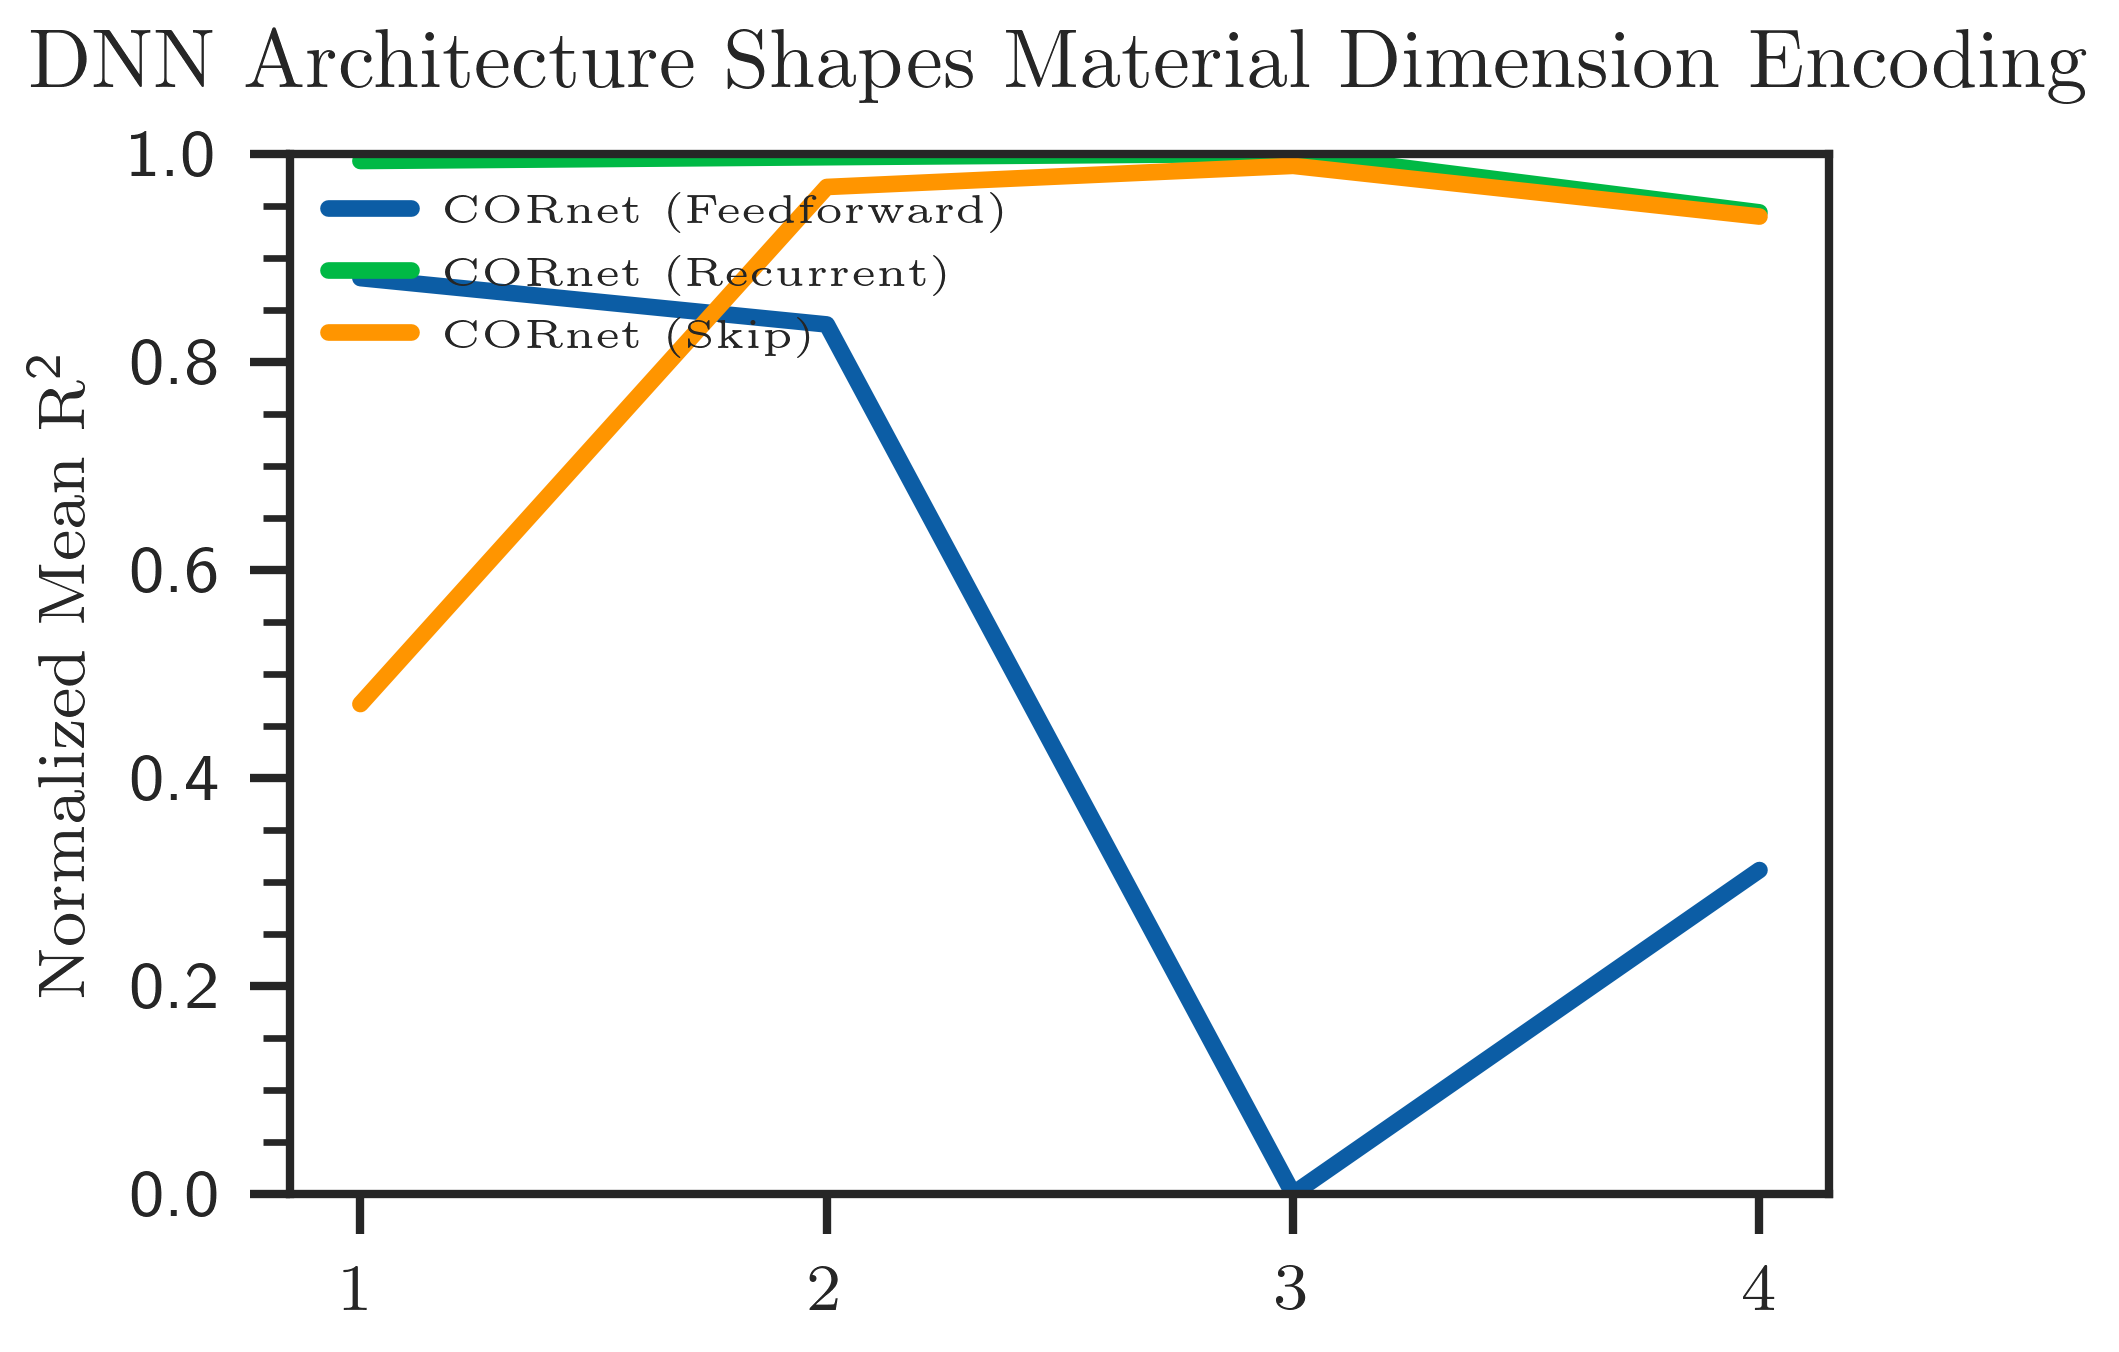 DNN Architecture Shapes Material Dimension Encoding
Normalized Mean R²
1.0
0.8
0.6
0.4
0.2
0.0
CORnet (Feedforward)
CORnet (Recurrent)
CORnet (Skip)
1 2 3 4